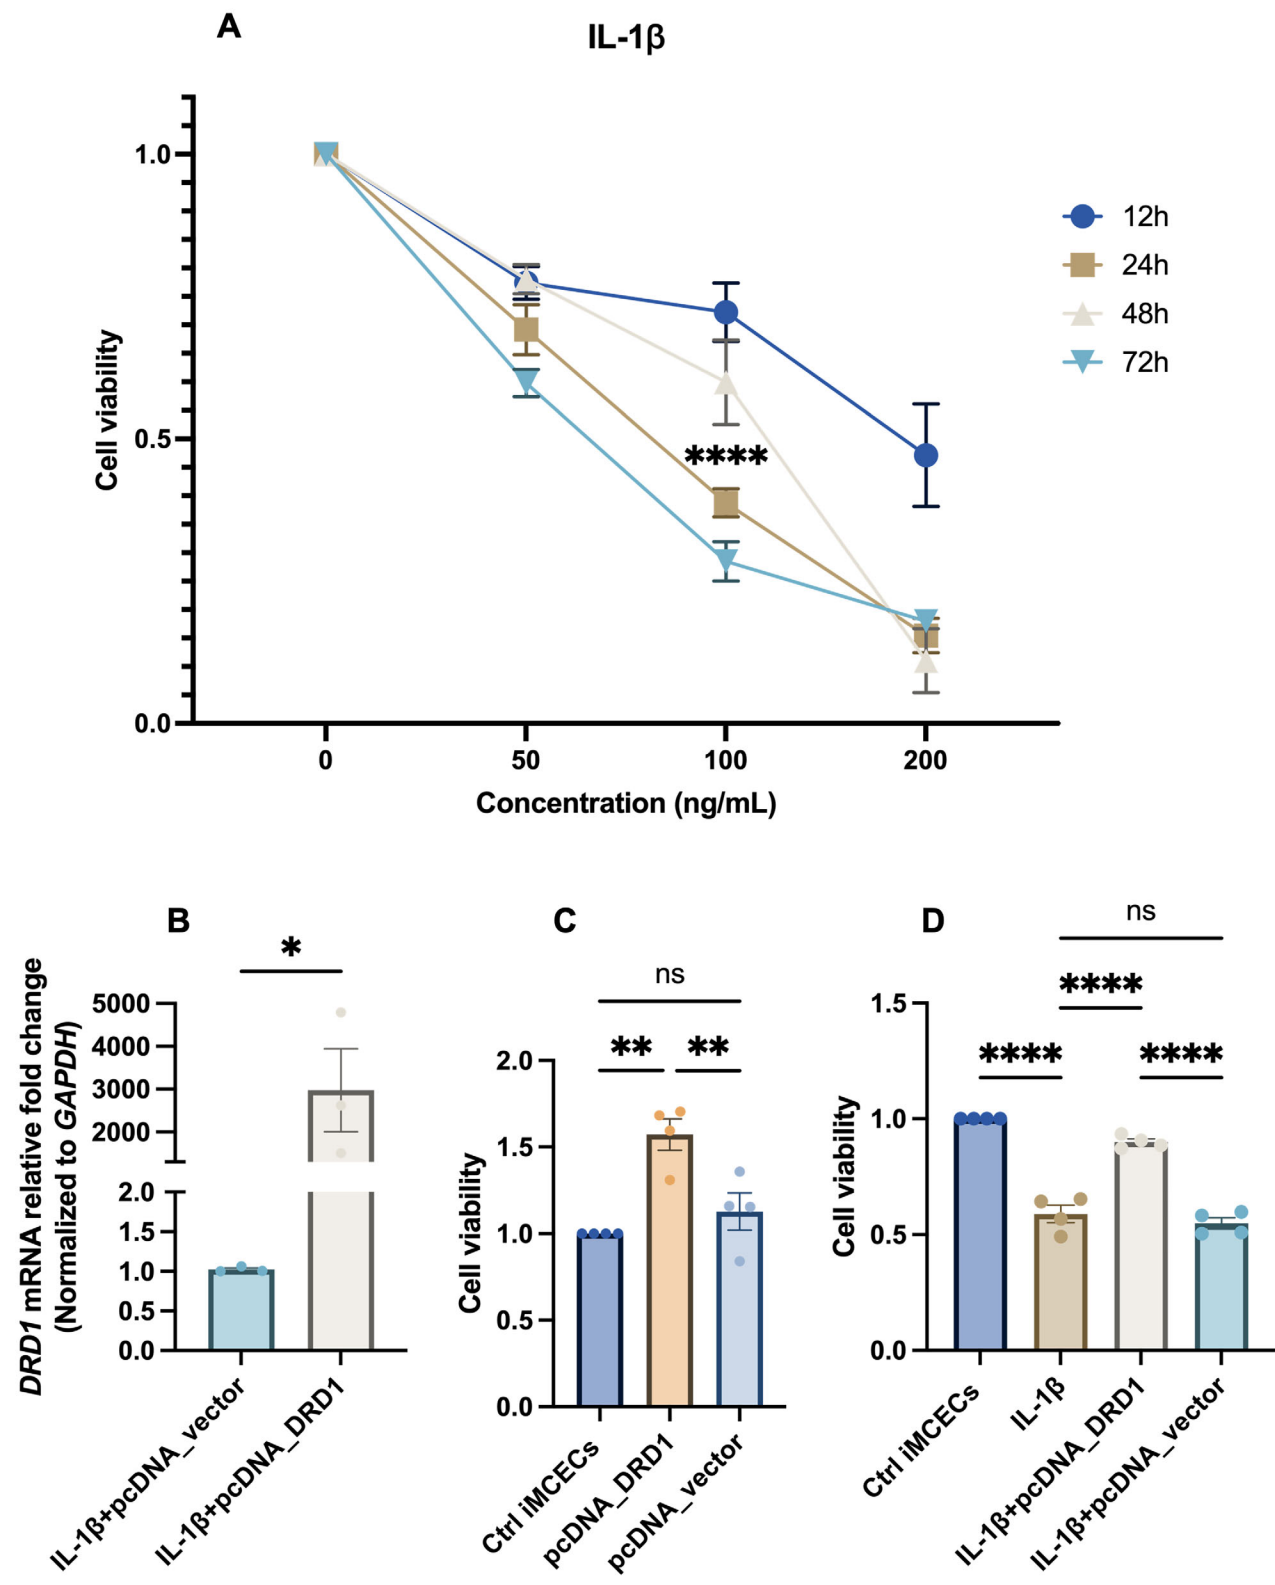 A
IL-1β
1.0
0.5
0.0
Cell viability
0
50
100
200
Concentration (ng/mL)
12h
24h
48h
72h
****
B
*
DRD1 mRNA relative fold change
(Normalized to GAPDH)
5000
4000
3000
2000
2.0
1.5
1.0
0.5
0.0
IL-1β+pcDNA_vector
IL-1β+pcDNA_DRD1
C
ns
** **
Cell viability
2.0
1.5
1.0
0.5
0.0
Ctrl iMCECs
pcDNA_DRD1
pcDNA_vector
D
ns
****
**** ****
Cell viability
1.5
1.0
0.5
0.0
Ctrl iMCECs
IL-1β
IL-1β+pcDNA_DRD1
IL-1β+pcDNA_vector